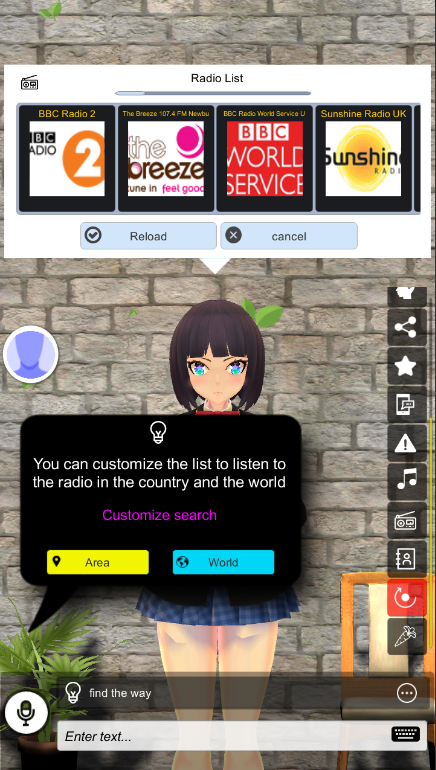 Radio List
BBC Radio 2
The Breeze 107.4 FM Newbu
BBC Radio World Service U
Sunshine Radio UK
BBC
ADIO
2
the
breeze
tune in feel good
BBC
WORLD
SERVICE
Sunshine
RADI
Reload
cancel
You can customize the list to listen to
the radio in the country and the world
Customize search
Area
World
find the way
Enter text...